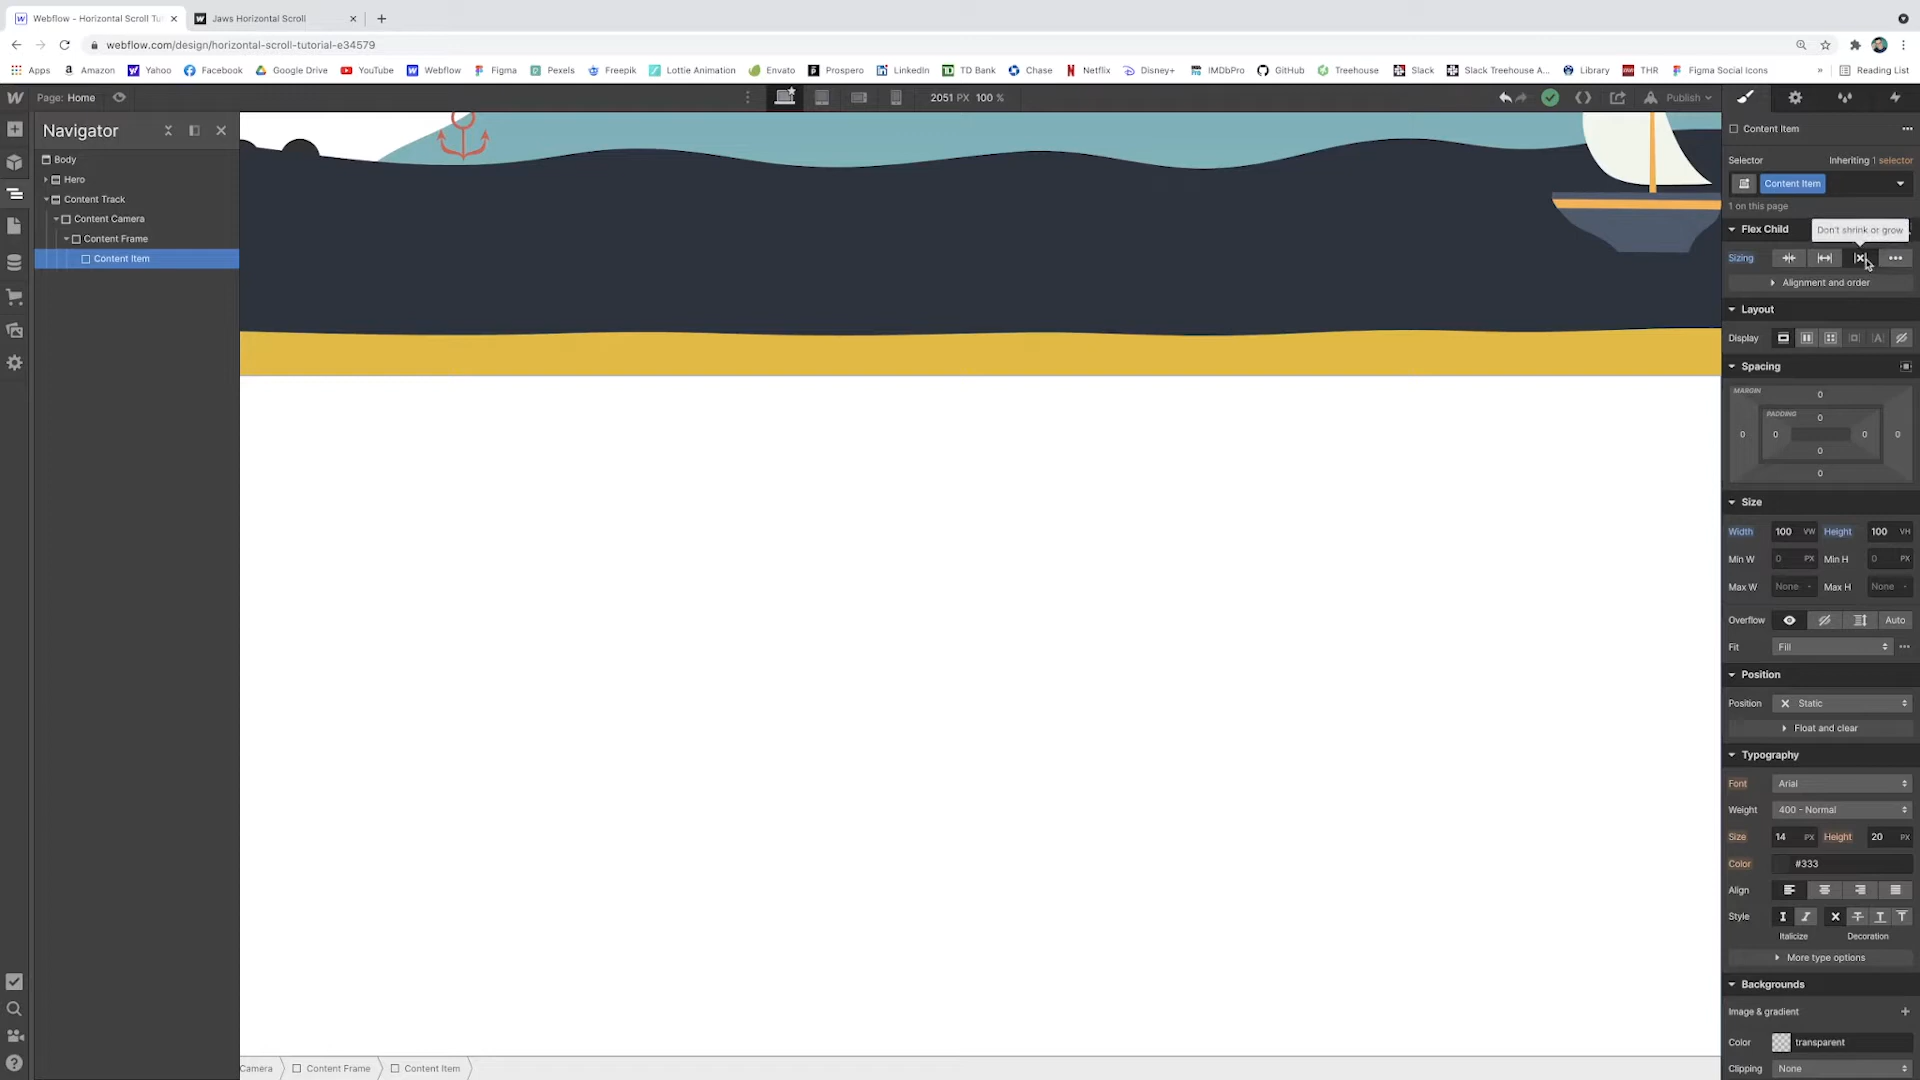 Webflow - Horizontal Scroll Tut
Jaws Horizontal Scroll
webflow.com/design/horizontal-scroll-tutorial-e34579
Apps Amazon Yahoo Facebook Google Drive YouTube Webflow Figma Pexels Freepik Lottie Animation Envato Prospero LinkedIn TD Bank Chase Netflix Disney+ IMDbPro GitHub Treehouse Slack Slack Treehouse A... Library THR Figma Social Icons » Reading List
Page: Home
2051 PX 100 %
Publish
Navigator
Body
Hero
Content Track
Content Camera
Content Frame
Content Item
Content Item
Selector Inheriting 1 selector
Content Item
1 on this page
Flex Child
Don't shrink or grow
Sizing
Alignment and order
Layout
Display
Spacing
MARGIN
0
PADDING
0
0 0 0 0
0
0
Size
Width 100 VW Height 100 VH
Min W 0 PX Min H 0 PX
Max W None - Max H None -
Overflow Auto
Fit Fill
Position
Position Static
Float and clear
Typography
Font Arial
Weight 400 - Normal
Size 14 PX Height 20 PX
Color #333
Align
Style
Italicize Decoration
More type options
Backgrounds
Image & gradient
Color transparent
Clipping None
Camera Content Frame Content Item